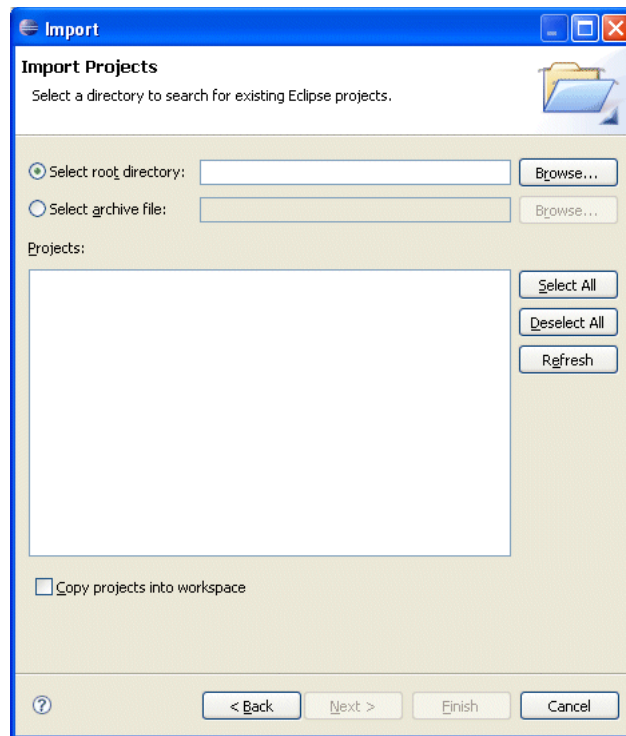 Import
Import Projects
Select a directory to search for existing Eclipse projects.
Select root directory:
Browse...
Select archive file:
Browse...
Projects:
Select All
Deselect All
Refresh
Copy projects into workspace
?
< Back
Next >
Finish
Cancel